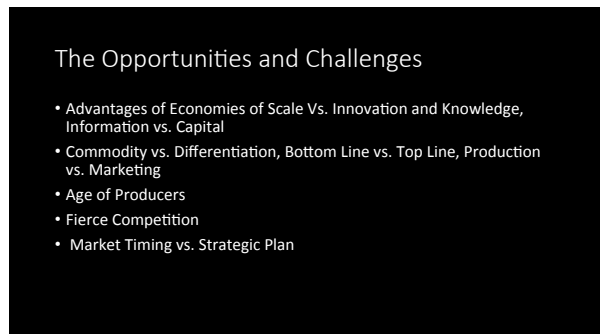 The Opportunities and Challenges
• Advantages of Economies of Scale Vs. Innovation and Knowledge,
Information vs. Capital
• Commodity vs. Differentiation, Bottom Line vs. Top Line, Production
vs. Marketing
• Age of Producers
• Fierce Competition
• Market Timing vs. Strategic Plan